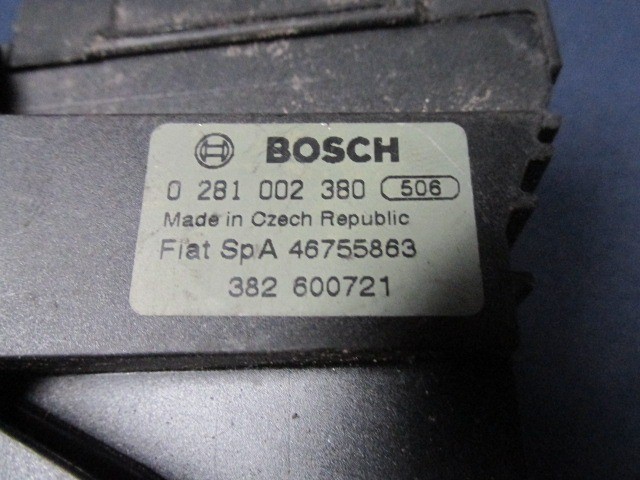 BOSCH
0 281 002 380 506
Made in Czech Republic
Fiat SpA 46755863
382 600721